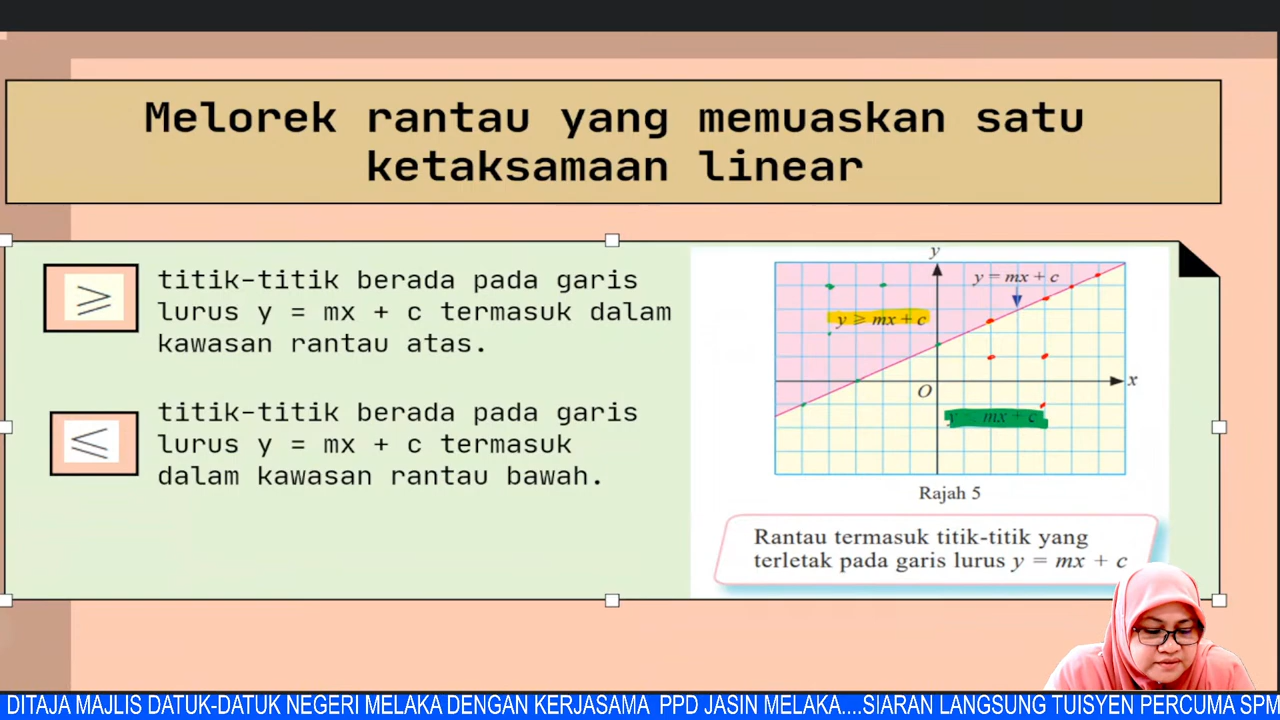 Melorek rantau yang memuaskan satu
ketaksamaan linear
⩾
titik-titik berada pada garis
lurus y = mx + c termasuk dalam
kawasan rantau atas.
⩽
titik-titik berada pada garis
lurus y = mx + c termasuk
dalam kawasan rantau bawah.
y
y = mx + c
y ⩾ mx + c
O
x
mx + c
Rajah 5
Rantau termasuk titik-titik yang
terletak pada garis lurus y = mx + c
DITAJA MAJLIS DATUK-DATUK NEGERI MELAKA DENGAN KERJASAMA PPD JASIN MELAKA....SIARAN LANGSUNG TUISYEN PERCUMA SPM